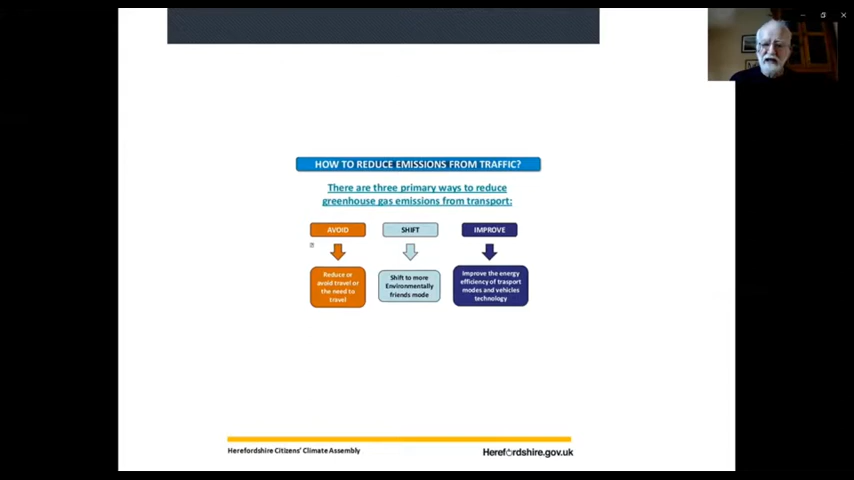 HOW TO REDUCE EMISSIONS FROM TRAFFIC?
There are three primary ways to reduce
greenhouse gas emissions from transport:
AVOID
SHIFT
IMPROVE
Reduce or
avoid travel or
the need to
travel
Shift to more
Environmentally
friends mode
Improve the energy
efficiency of trasport
modes and vehicles
technology
Herefordshire Citizens' Climate Assembly
Herefordshire.gov.uk